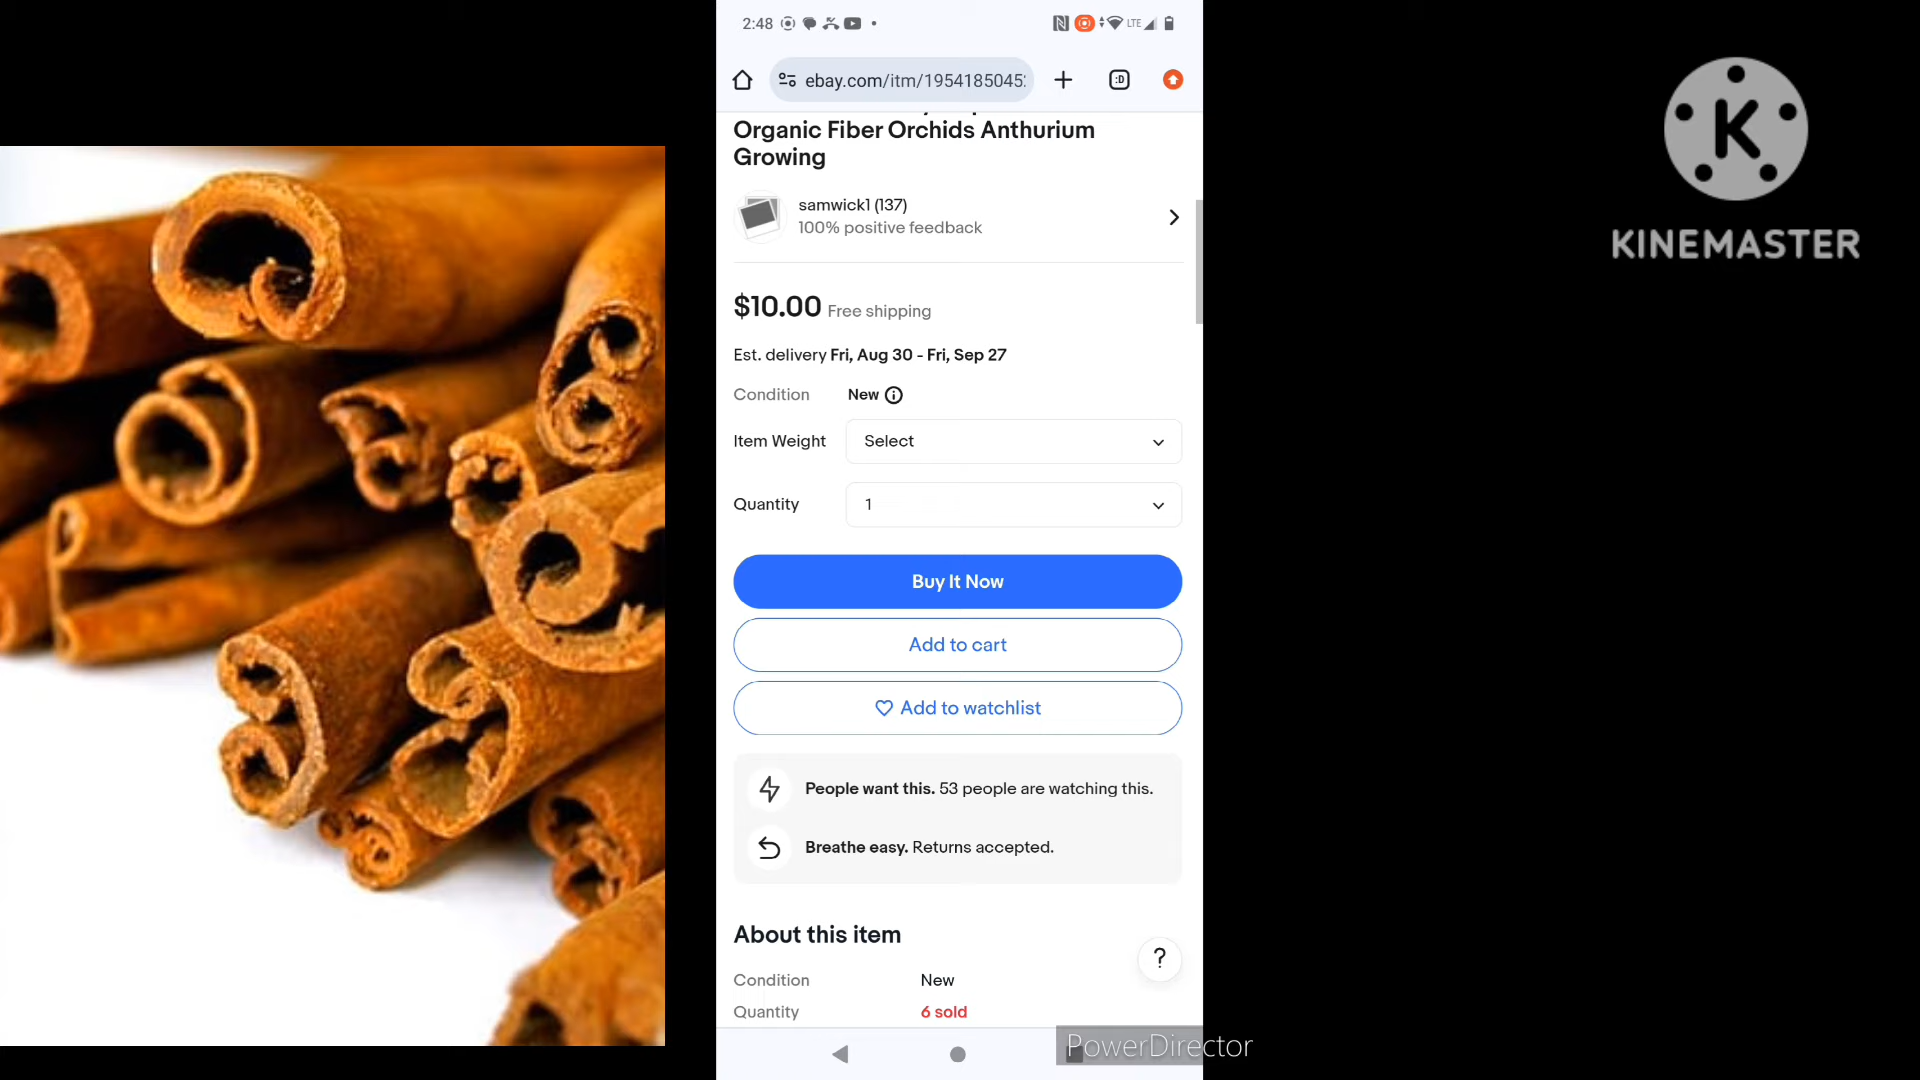 2:48
LTE
ebay.com/itm/1954185045
:D
Organic Fiber Orchids Anthurium
Growing
samwick1 (137)
100% positive feedback
$10.00 Free shipping
Est. delivery Fri, Aug 30 - Fri, Sep 27
Condition New
Item Weight Select
Quantity 1
Buy It Now
Add to cart
Add to watchlist
People want this. 53 people are watching this.
Breathe easy. Returns accepted.
About this item
?
Condition New
Quantity 6 sold
PowerDirector
K
KINEMASTER